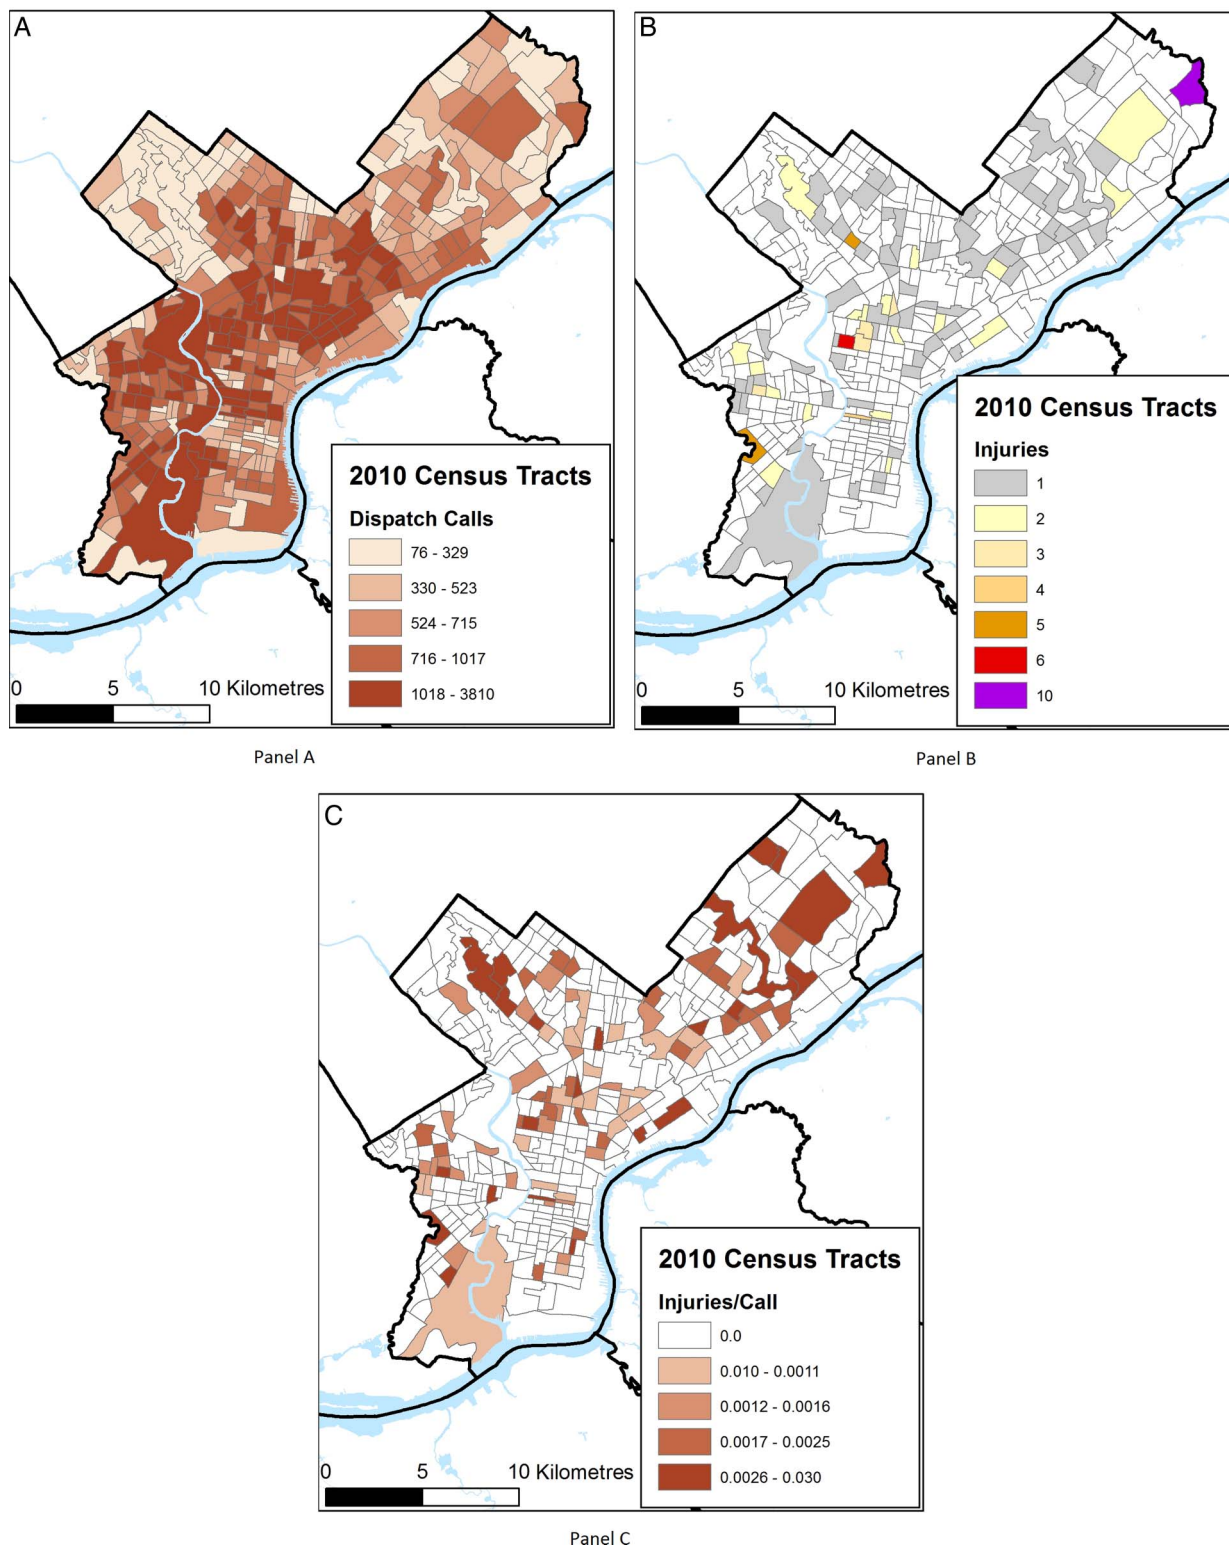 A
2010 Census Tracts
Dispatch Calls
76 - 329
330 - 523
524 - 715
716 - 1017
1018 - 3810
0 5 10 Kilometres
Panel A
B
2010 Census Tracts
Injuries
1
2
3
4
5
6
10
0 5 10 Kilometres
Panel B
C
2010 Census Tracts
Injuries/Call
0.0
0.010 - 0.0011
0.0012 - 0.0016
0.0017 - 0.0025
0.0026 - 0.030
0 5 10 Kilometres
Panel C